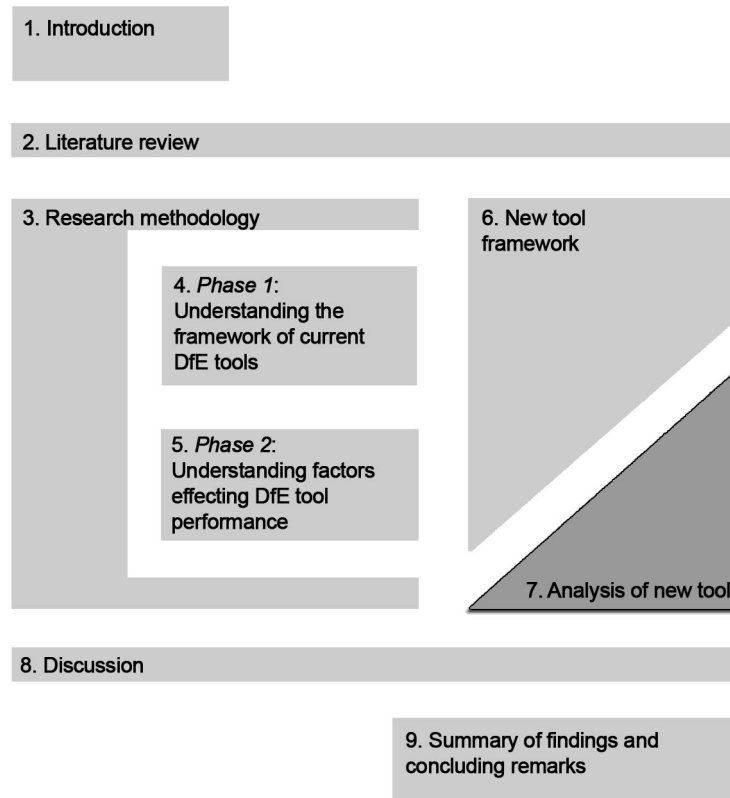 1. Introduction
2. Literature review
3. Research methodology
4. Phase 1:
Understanding the
framework of current
DfE tools
5. Phase 2:
Understanding factors
effecting DfE tool
performance
6. New tool
framework
7. Analysis of new tool
8. Discussion
9. Summary of findings and
concluding remarks